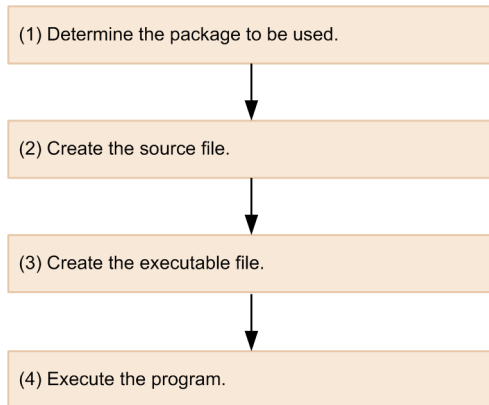 (1) Determine the package to be used.
(2) Create the source file.
(3) Create the executable file.
(4) Execute the program.